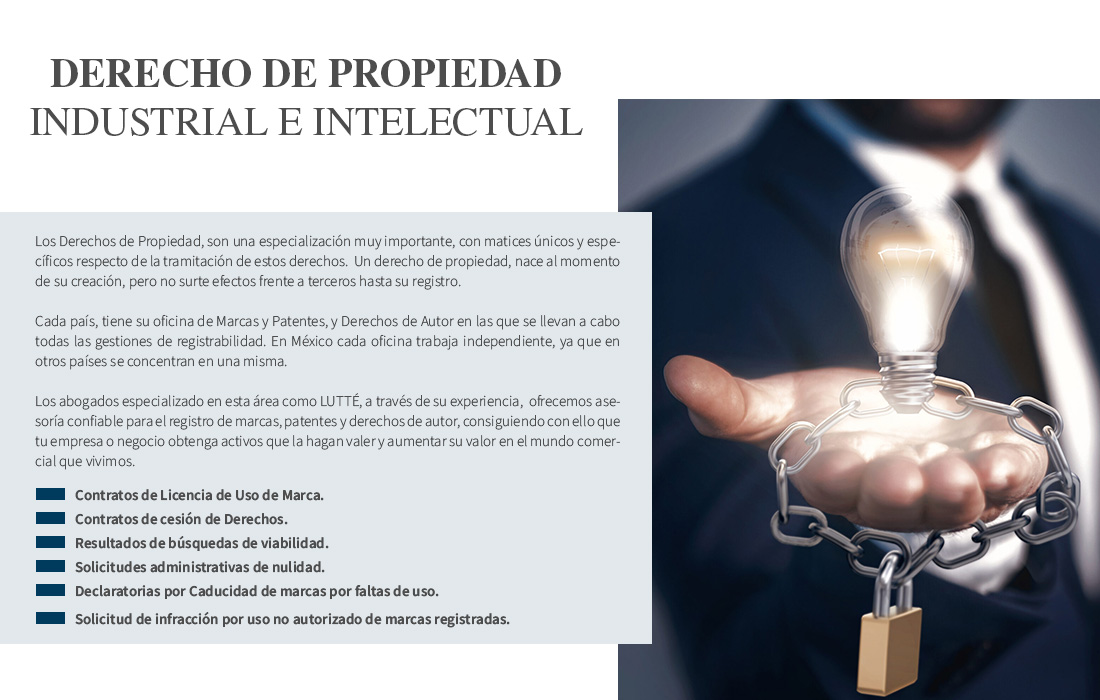 DERECHO DE PROPIEDAD
INDUSTRIAL E INTELECTUAL
Los Derechos de Propiedad, son una especialización muy importante, con matices únicos y espe-
cíficos respecto de la tramitación de estos derechos.  Un derecho de propiedad, nace al momento
de su creación, pero no surte efectos frente a terceros hasta su registro.
Cada país, tiene su oficina de Marcas y Patentes, y Derechos de Autor en las que se llevan a cabo
todas las gestiones de registrabilidad. En México cada oficina trabaja independiente, ya que en
otros países se concentran en una misma.
Los abogados especializado en esta área como LUTTÉ, a través de su experiencia,  ofrecemos ase-
soría confiable para el registro de marcas, patentes y derechos de autor, consiguiendo con ello que
tu empresa o negocio obtenga activos que la hagan valer y aumentar su valor en el mundo comer-
cial que vivimos.
Contratos de Licencia de Uso de Marca.
Contratos de cesión de Derechos.
Resultados de búsquedas de viabilidad.
Solicitudes administrativas de nulidad.
Declaratorias por Caducidad de marcas por faltas de uso.
Solicitud de infracción por uso no autorizado de marcas registradas.